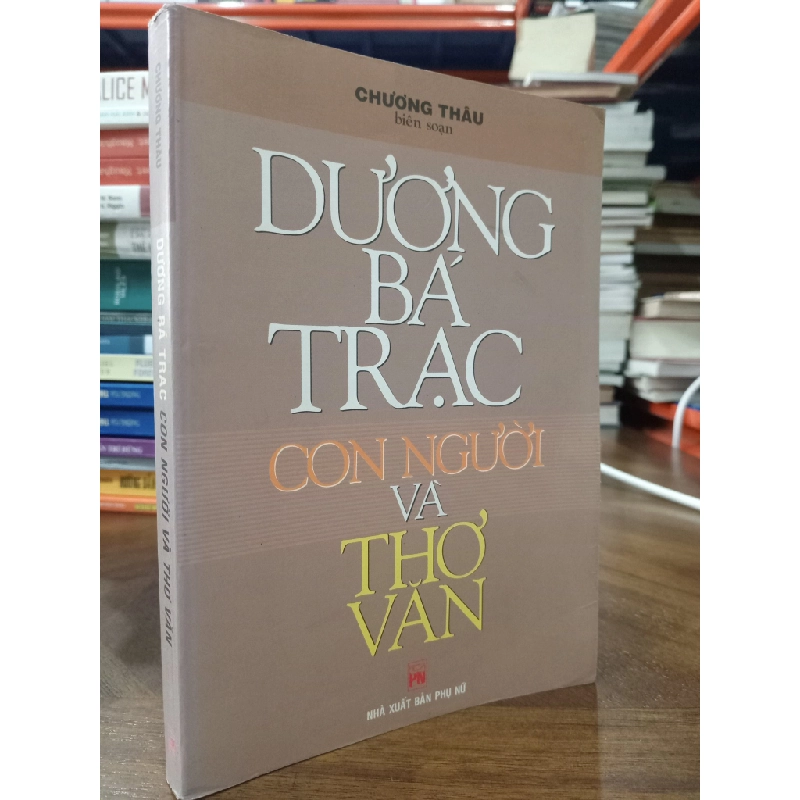 CHƯƠNG THÂU
biên soạn
DƯƠNG
BÁ
TRẠC
CON NGƯỜI
VÀ
THƠ
VĂN
PN
NHÀ XUẤT BẢN PHỤ NỮ
CHƯƠNG THÂU
DƯƠNG BÁ TRẠC CON NGƯỜI VÀ THƠ VĂN
LICE M